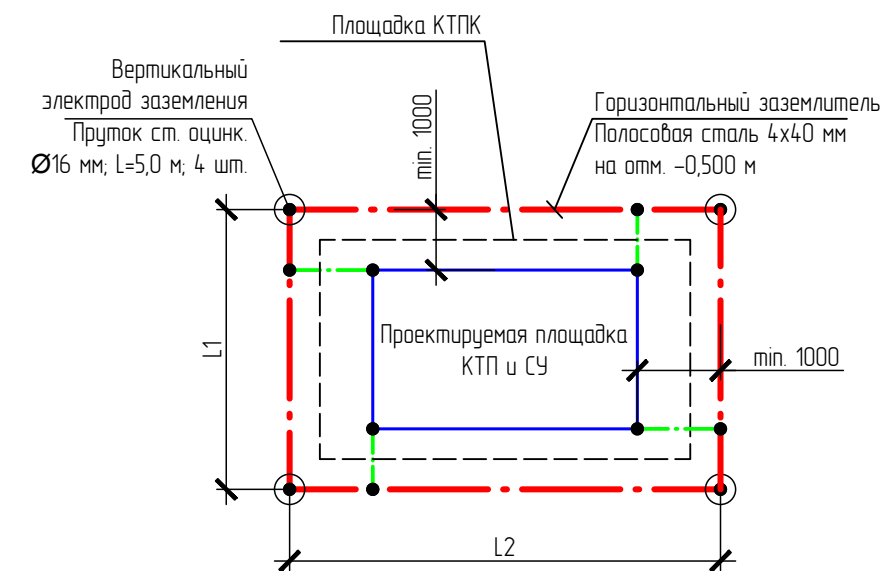 Площадка КТПК
Вертикальный
электрод заземления
Пруток ст. оцинк.
Ø16 мм; L=5,0 м; 4 шт.
min. 1000
Горизонтальный заземлитель
Полосовая сталь 4х40 мм
на отм. -0,500 м
L1
Проектируемая площадка
КТП и СУ
min. 1000
L2